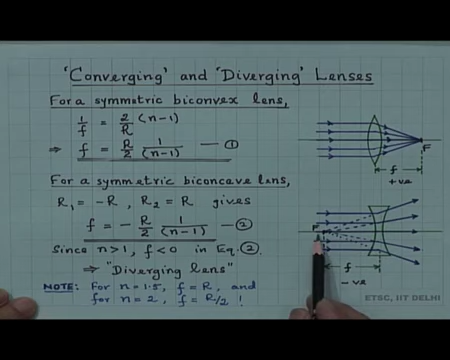 'Converging' and 'Diverging' Lenses
For a symmetric biconvex lens,
1/f = 2/R (n-1)
⇒ f = R/2 1/(n-1) — ①
For a symmetric biconcave lens,
R₁ = -R, R₂ = R gives
f = - R/2 1/(n-1) — ②
Since n>1, f<0 in Eq. ②.
⇒ "Diverging lens"
NOTE: For n=1.5, f=R, and
for n=2, f=R/2 !
F
f
+ve
F
f
-ve
ETSC, IIT DELHI